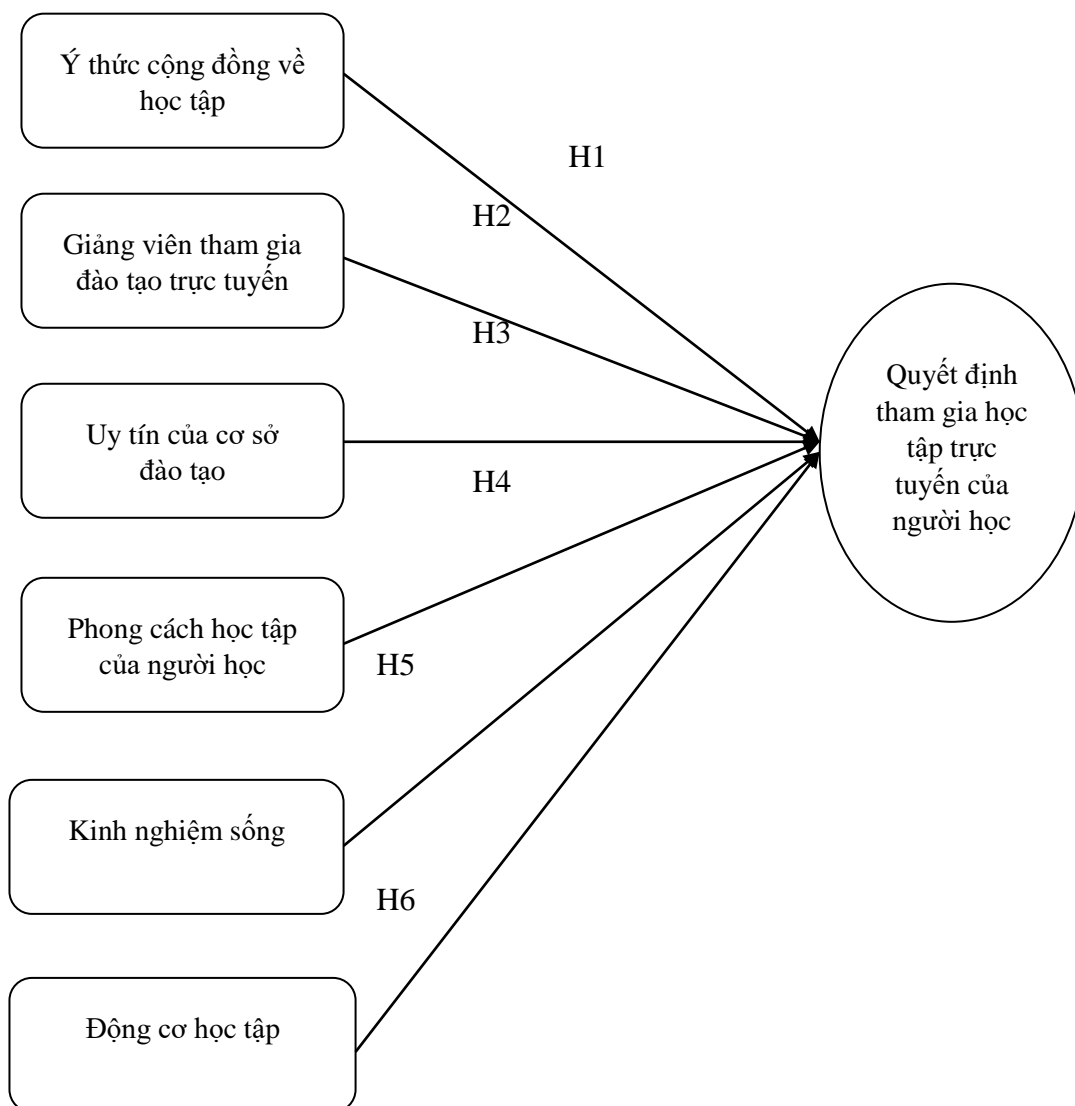 Ý thức cộng đồng về
học tập
H1
H2
Giảng viên tham gia
đào tạo trực tuyến
H3
Quyết định
tham gia học
tập trực
tuyến của
người học
Uy tín của cơ sở
đào tạo
H4
Phong cách học tập
của người học
H5
Kinh nghiệm sống
H6
Động cơ học tập